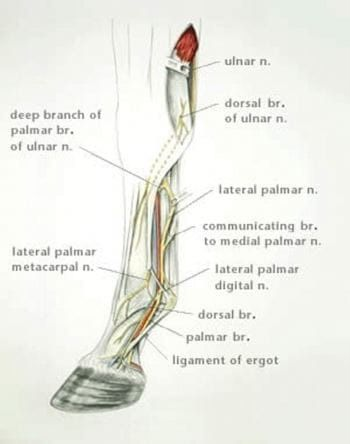 ulnar n.
dorsal br.
of ulnar n.
deep branch of
palmar br.
of ulnar n.
lateral palmar n.
communicating br.
to medial palmar n.
lateral palmar
metacarpal n.
lateral palmar
digital n.
dorsal br.
palmar br.
ligament of ergot